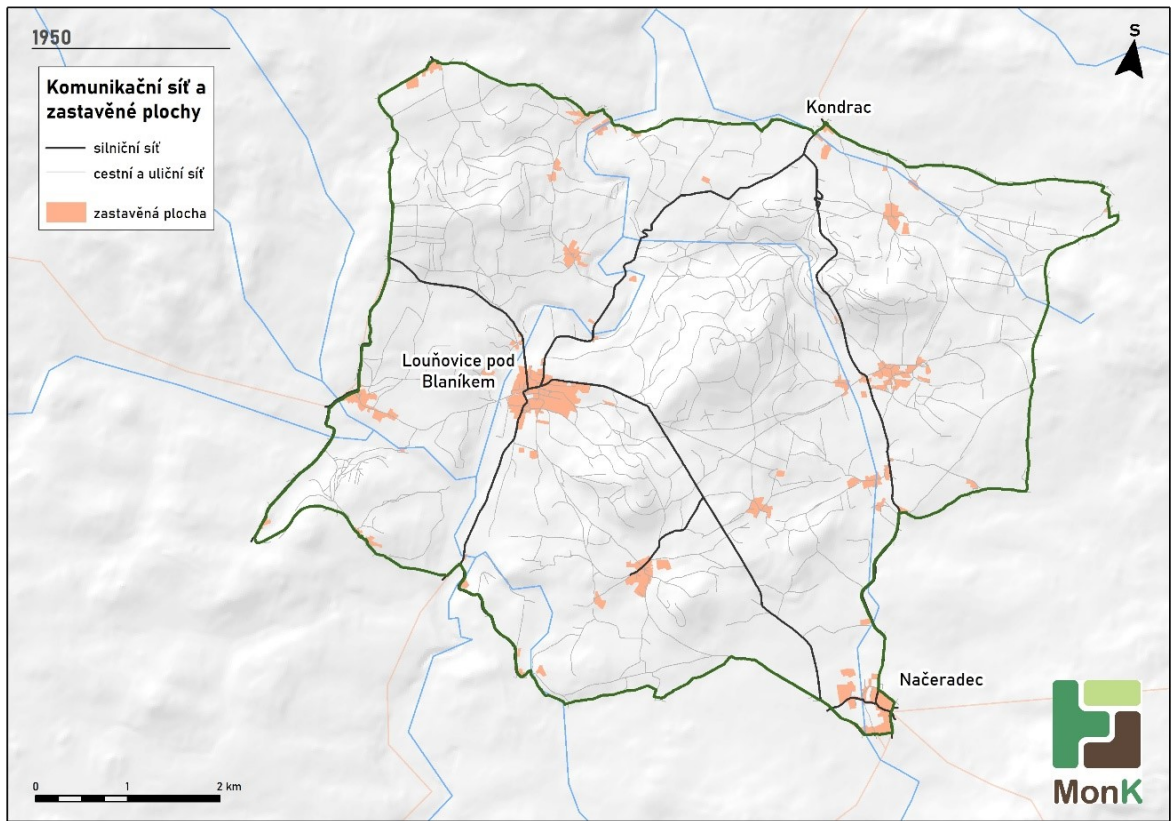 1950
Komunikační síť a
zastavěné plochy
silniční síť
cestní a uliční síť
zastavěná plocha
S
Kondrac
Louňovice pod
Blaníkem
Načeradec
0 1 2 km
MonK